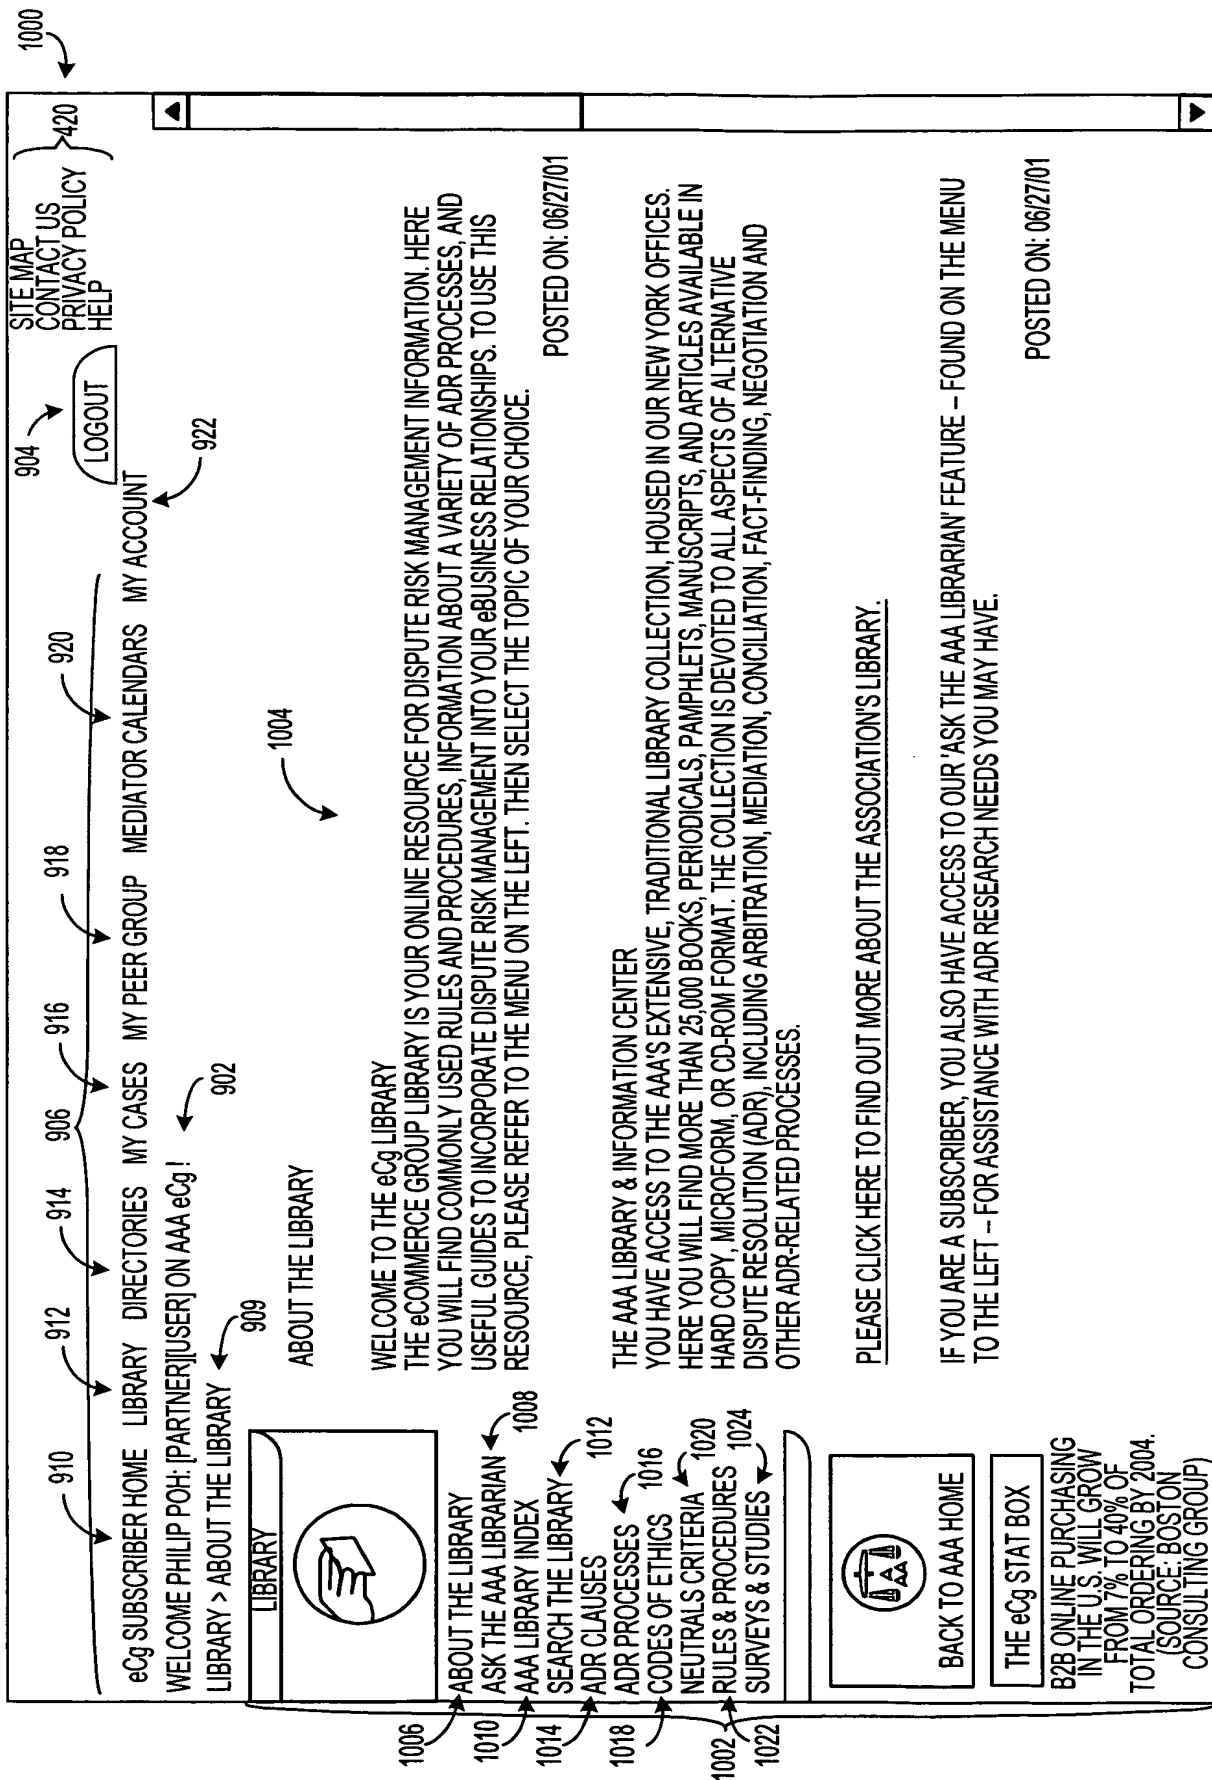 1000
420
SITE MAP
CONTACT US
PRIVACY POLICY
HELP
904
LOGOUT
906
910
912
914
916
918
920
922
eCg SUBSCRIBER HOME LIBRARY DIRECTORIES MY CASES MY PEER GROUP MEDIATOR CALENDARS MY ACCOUNT
WELCOME PHILIP POH: [PARTNER][USER] ON AAA eCg !
902
LIBRARY > ABOUT THE LIBRARY
909
LIBRARY
1006
ABOUT THE LIBRARY
ASK THE AAA LIBRARIAN
1008
1010
AAA LIBRARY INDEX
SEARCH THE LIBRARY
1012
1014
ADR CLAUSES
ADR PROCESSES
1016
1018
CODES OF ETHICS
NEUTRALS CRITERIA
1020
1002
1022
RULES & PROCEDURES
SURVEYS & STUDIES
1024
BACK TO AAA HOME
THE eCg STAT BOX
B2B ONLINE PURCHASING
IN THE U.S. WILL GROW
FROM 7% TO 40% OF
TOTAL ORDERING BY 2004.
(SOURCE: BOSTON
CONSULTING GROUP)
1004
ABOUT THE LIBRARY
WELCOME TO THE eCg LIBRARY
THE eCOMMERCE GROUP LIBRARY IS YOUR ONLINE RESOURCE FOR DISPUTE RISK MANAGEMENT INFORMATION. HERE
YOU WILL FIND COMMONLY USED RULES AND PROCEDURES, INFORMATION ABOUT A VARIETY OF ADR PROCESSES, AND
USEFUL GUIDES TO INCORPORATE DISPUTE RISK MANAGEMENT INTO YOUR eBUSINESS RELATIONSHIPS. TO USE THIS
RESOURCE, PLEASE REFER TO THE MENU ON THE LEFT. THEN SELECT THE TOPIC OF YOUR CHOICE.
POSTED ON: 06/27/01
THE AAA LIBRARY & INFORMATION CENTER
YOU HAVE ACCESS TO THE AAA'S EXTENSIVE, TRADITIONAL LIBRARY COLLECTION, HOUSED IN OUR NEW YORK OFFICES.
HERE YOU WILL FIND MORE THAN 25,000 BOOKS, PERIODICALS, PAMPHLETS, MANUSCRIPTS, AND ARTICLES AVAILABLE IN
HARD COPY, MICROFORM, OR CD-ROM FORMAT. THE COLLECTION IS DEVOTED TO ALL ASPECTS OF ALTERNATIVE
DISPUTE RESOLUTION (ADR), INCLUDING ARBITRATION, MEDIATION, CONCILIATION, FACT-FINDING, NEGOTIATION AND
OTHER ADR-RELATED PROCESSES.
PLEASE CLICK HERE TO FIND OUT MORE ABOUT THE ASSOCIATION'S LIBRARY.
IF YOU ARE A SUBSCRIBER, YOU ALSO HAVE ACCESS TO OUR 'ASK THE AAA LIBRARIAN' FEATURE – FOUND ON THE MENU
TO THE LEFT – FOR ASSISTANCE WITH ADR RESEARCH NEEDS YOU MAY HAVE.
POSTED ON: 06/27/01